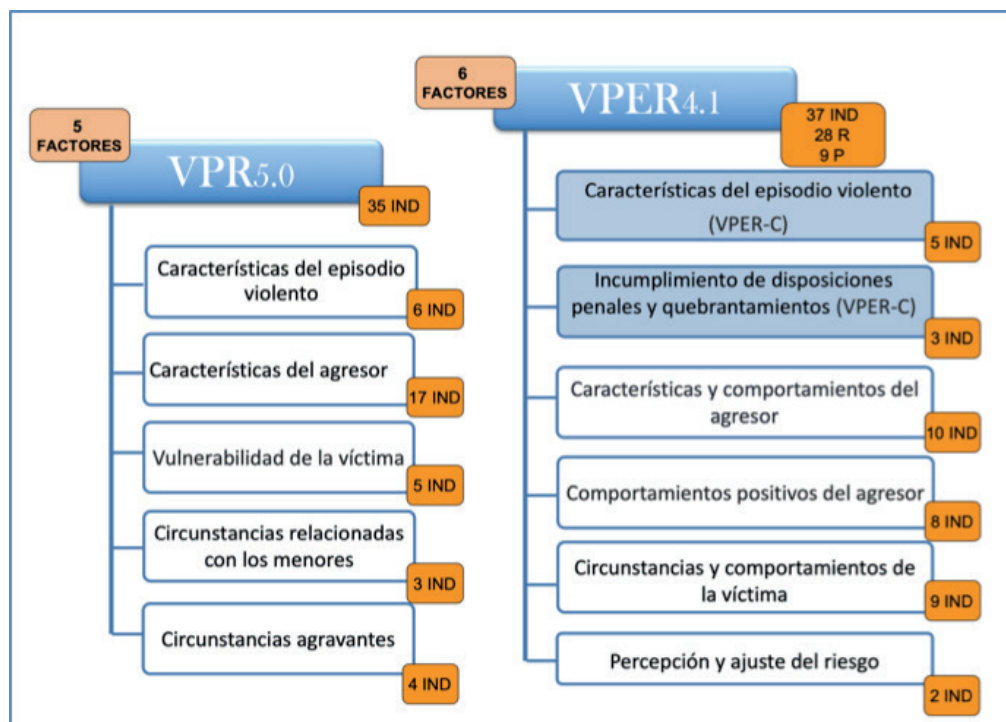 5
FACTORES
VPR5.0
35 IND
Características del episodio
violento
6 IND
Características del agresor
17 IND
Vulnerabilidad de la víctima
5 IND
Circunstancias relacionadas
con los menores
3 IND
Circunstancias agravantes
4 IND
6
FACTORES
VPER4.1
37 IND
28 R
9 P
Características del episodio violento
(VPER-C)
5 IND
Incumplimiento de disposiciones
penales y quebrantamientos (VPER-C)
3 IND
Características y comportamientos del
agresor
10 IND
Comportamientos positivos del agresor
8 IND
Circunstancias y comportamientos de
la víctima
9 IND
Percepción y ajuste del riesgo
2 IND